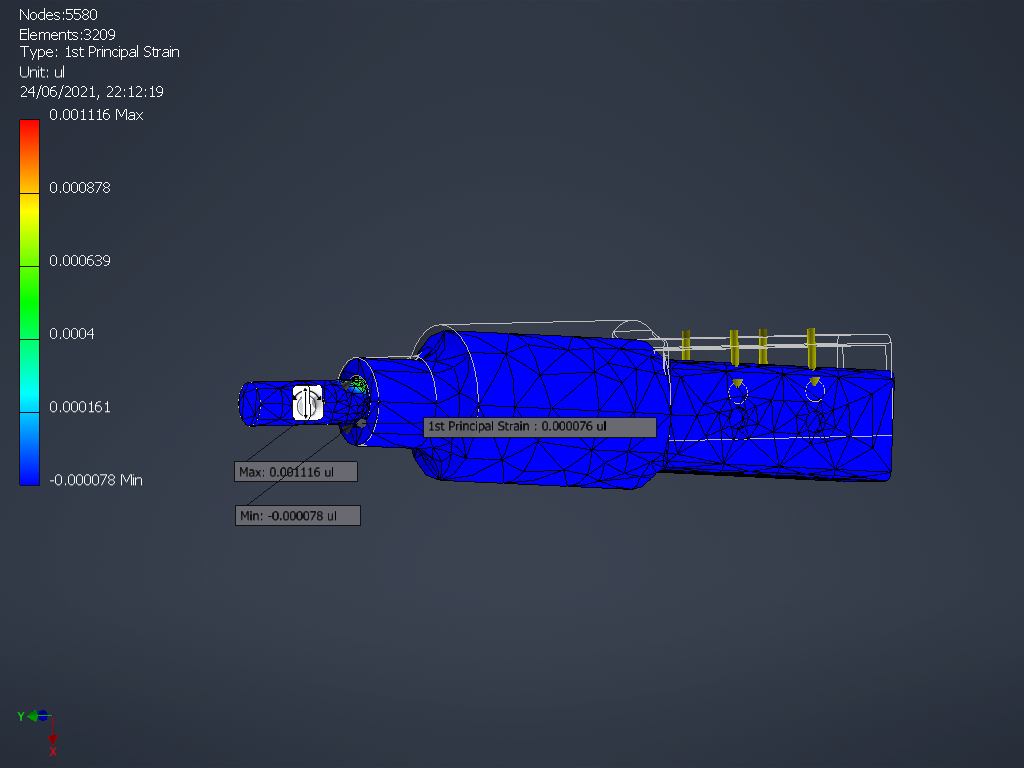 Nodes:5580
Elements:3209
Type: 1st Principal Strain
Unit: ul
24/06/2021, 22:12:19
0.001116 Max
0.000878
0.000639
0.0004
0.000161
-0.000078 Min
1st Principal Strain : 0.000076 ul
Max: 0.001116 ul
Min: -0.000078 ul
Y
X